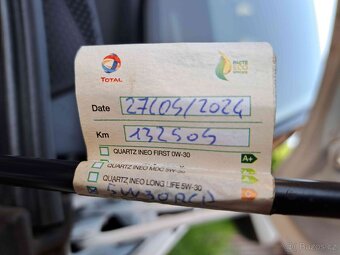 TOTAL
Date 27/05/2024
Km 132505
QUARTZ INEO FIRST 0W-30
A+
QUARTZ INEO MDC 5W-30
QUARTZ INEO LONG LIFE 5W-30